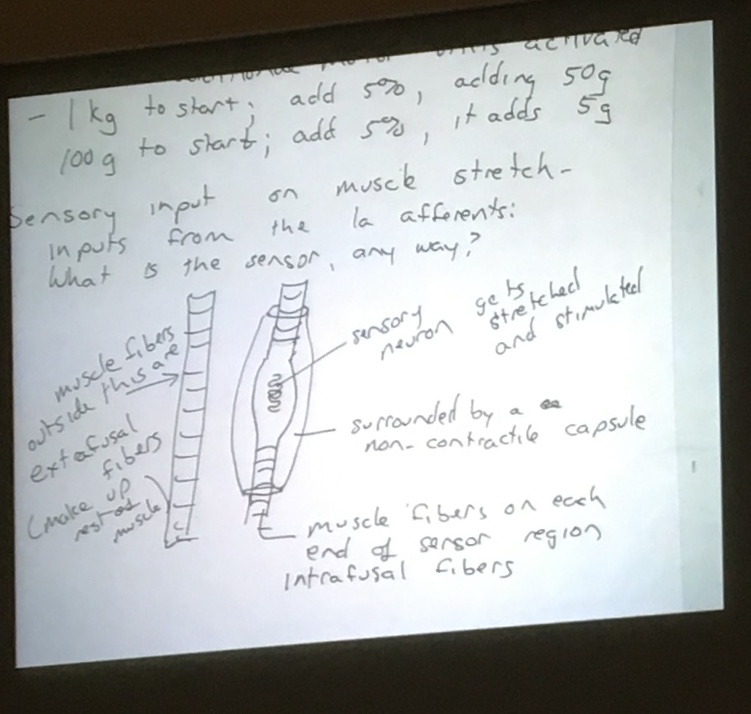 activated
- 1 kg to start; add 5%, adding 50g
100 g to start; add 5%, it adds 5g
Sensory input on muscle stretch-
inputs from the 1a afferents:
What is the sensor, any way?
muscle fibers
outside this are
extrafusal
fibers
(make up
rest of
muscle)
sensory
neuron
gets
stretched
and stimulated
surrounded by a
non-contractile capsule
muscle fibers on each
end of sensor region
intrafusal fibers